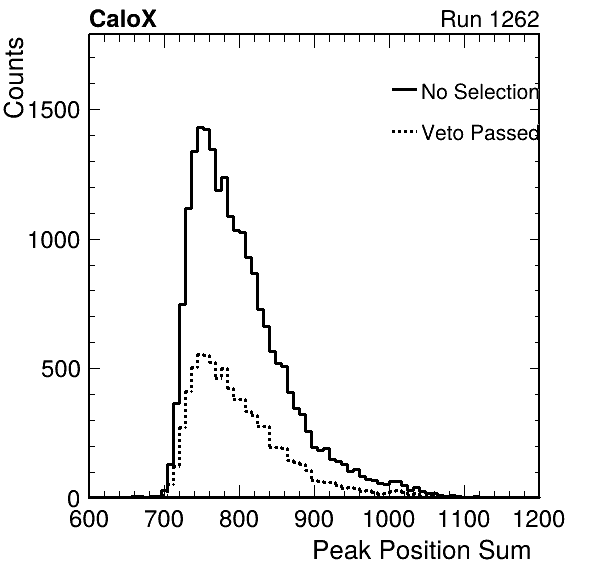 CaloX Run 1262
Counts
No Selection
Veto Passed
1500
1000
500
0
600 700 800 900 1000 1100 1200
Peak Position Sum